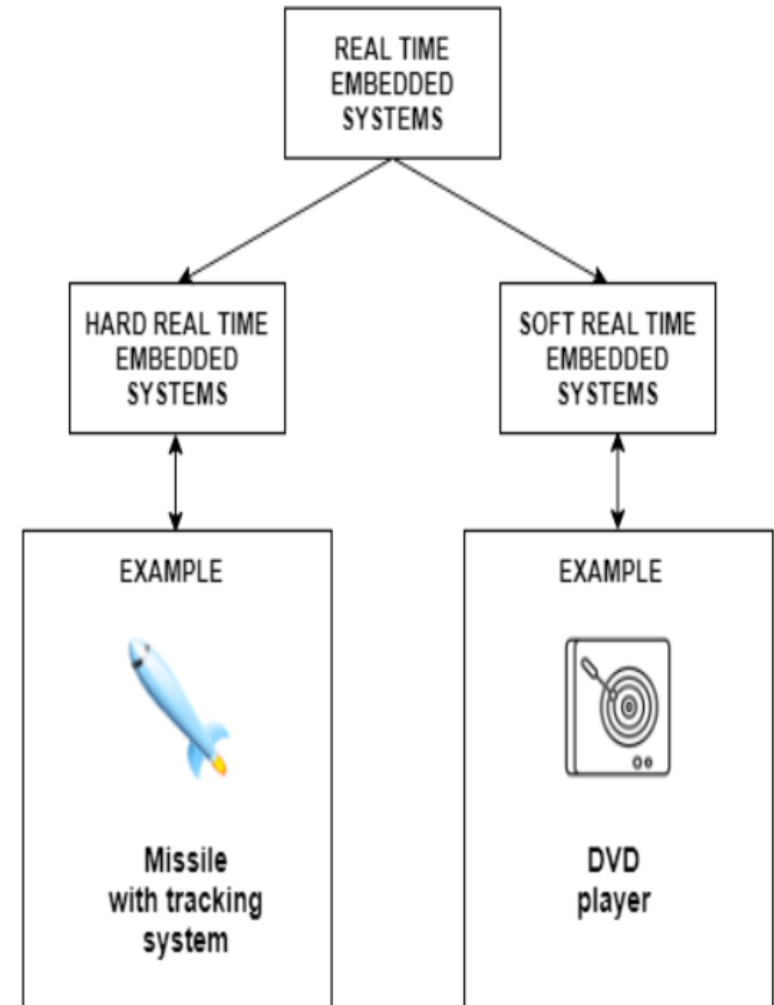 REAL TIME
EMBEDDED
SYSTEMS
HARD REAL TIME
EMBEDDED
SYSTEMS
SOFT REAL TIME
EMBEDDED
SYSTEMS
EXAMPLE
Missile
with tracking
system
EXAMPLE
DVD
player